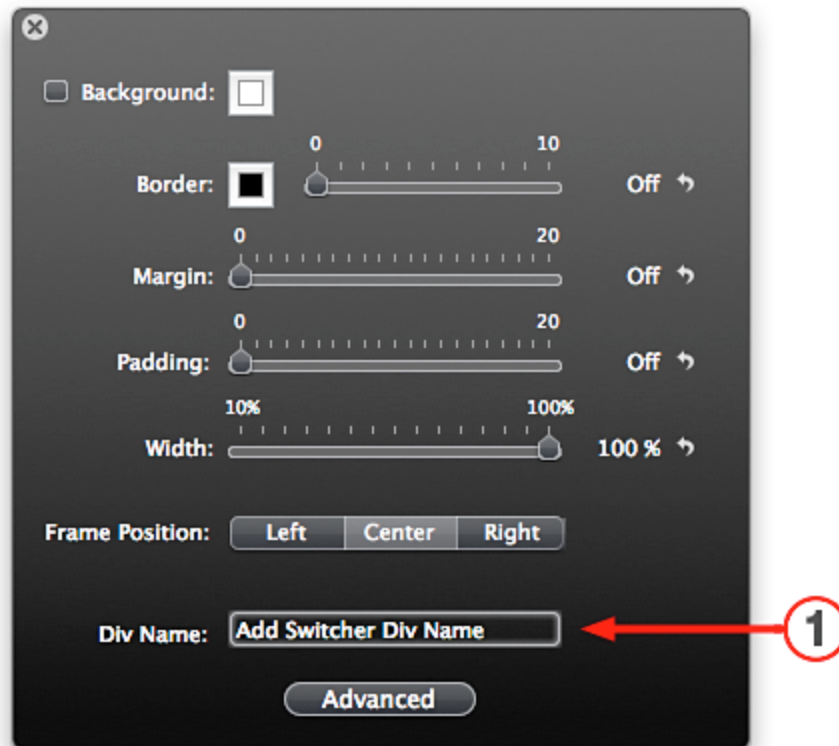 Background:
0 10
Border: Off
0 20
Margin: Off
0 20
Padding: Off
10% 100%
Width: 100 %
Frame Position: Left Center Right
Div Name: Add Switcher Div Name
1
Advanced